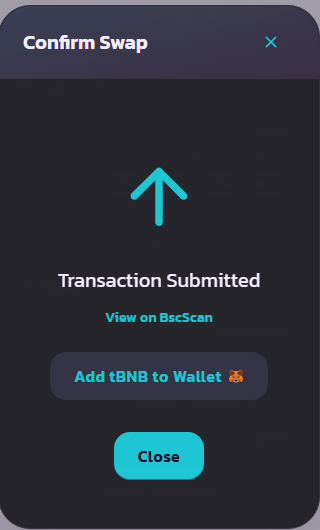 Confirm Swap
Transaction Submitted
View on BscScan
Add tBNB to Wallet
Close